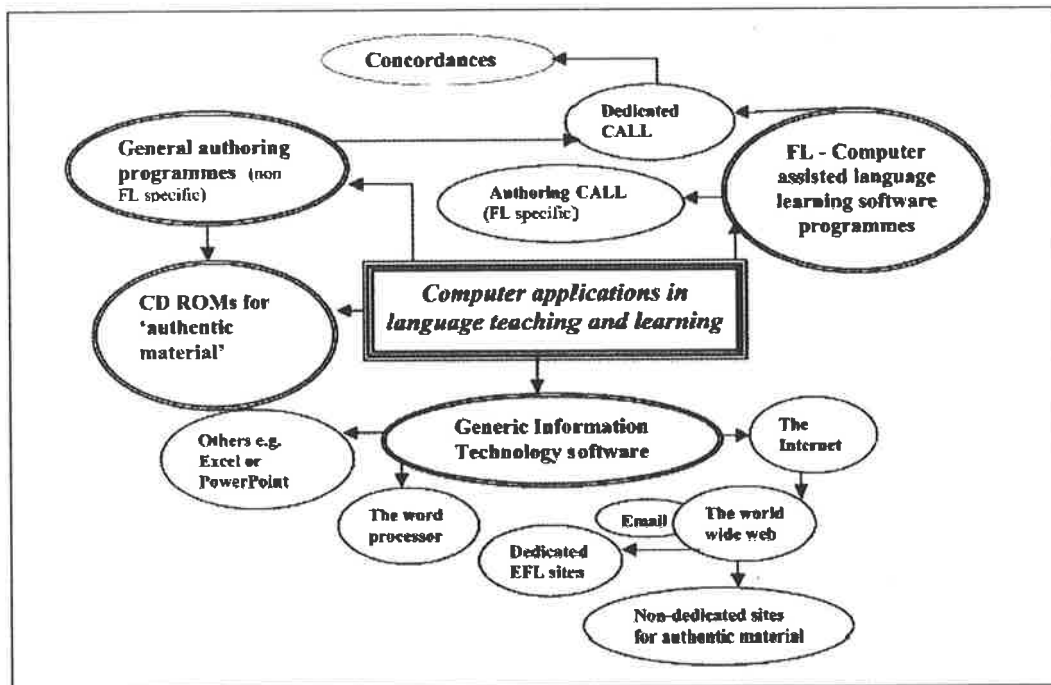 Concordances
Dedicated
CALL
General authoring
programmes (non
FL specific)
FL - Computer
assisted language
learning software
programmes
Authoring CALL
(FL specific)
Computer applications in
language teaching and learning
CD ROMs for
‘authentic
material’
Generic Information
Technology software
The
Internet
Others e.g.
Excel or
PowerPoint
The word
processor
Email
The world
wide web
Dedicated
EFL sites
Non-dedicated sites
for authentic material